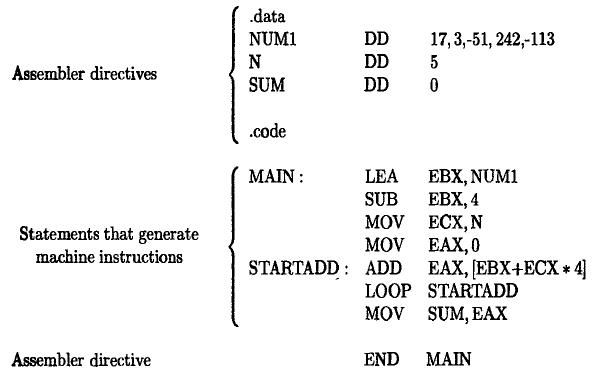 .data
NUM1 DD 17, 3,-51, 242,-113
Assembler directives N DD 5
SUM DD 0
.code
MAIN : LEA EBX, NUM1
SUB EBX, 4
MOV ECX, N
Statements that generate MOV EAX, 0
machine instructions STARTADD : ADD EAX, [EBX+ECX * 4]
LOOP STARTADD
MOV SUM, EAX
Assembler directive END MAIN